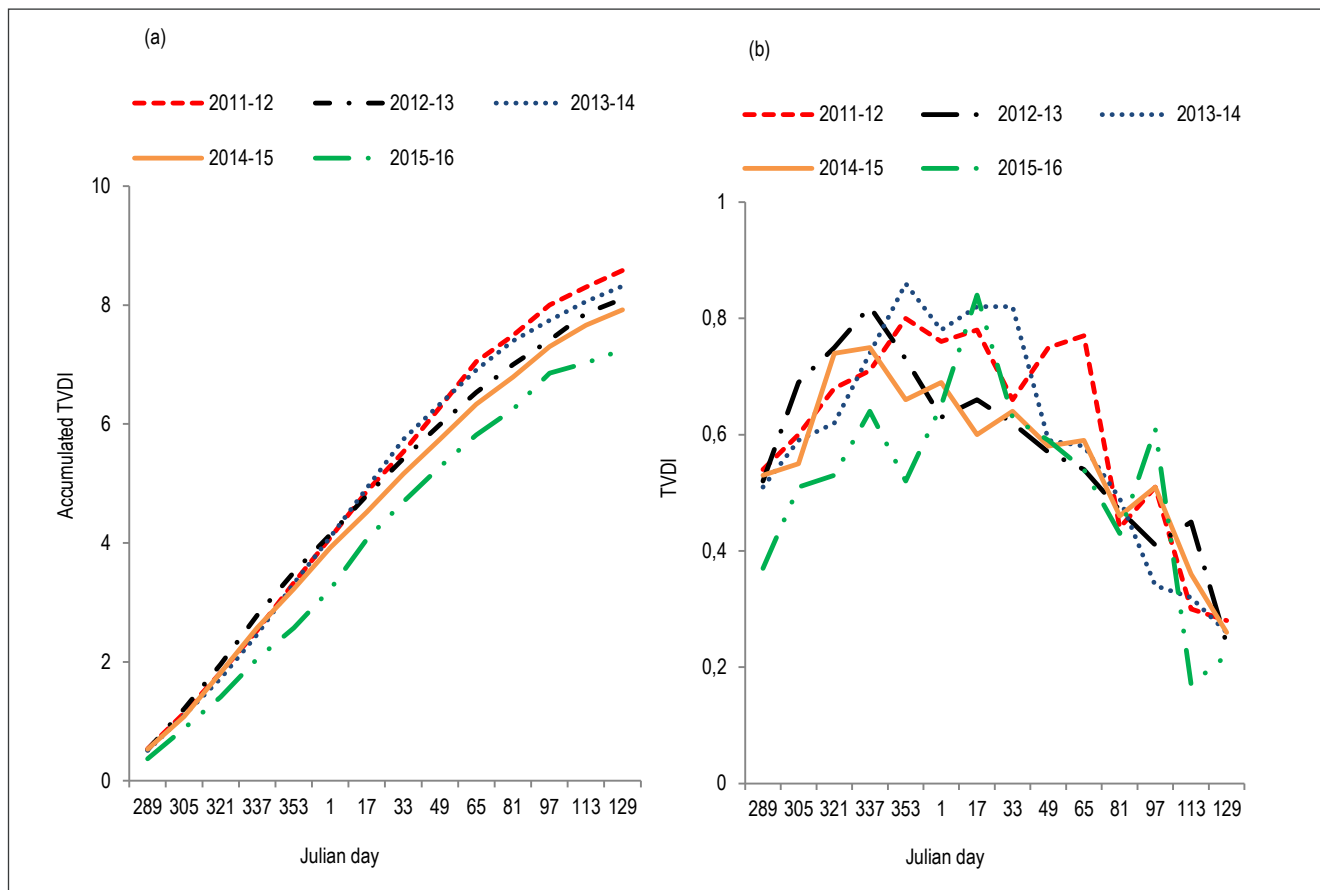 (a)
2011-12 2012-13 2013-14
2014-15 2015-16
10
8
6
4
2
0
Accumulated TVDI
289 305 321 337 353 1 17 33 49 65 81 97 113 129
Julian day
(b)
2011-12 2012-13 2013-14
2014-15 2015-16
1
0,8
0,6
0,4
0,2
0
TVDI
289 305 321 337 353 1 17 33 49 65 81 97 113 129
Julian day